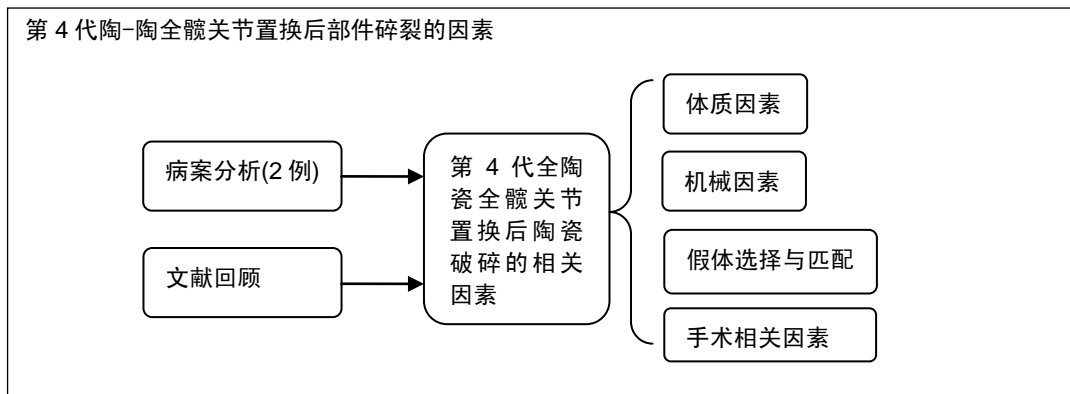 第 4 代陶-陶全髋关节置换后部件碎裂的因素
病案分析(2 例)
文献回顾
第 4 代全陶
瓷全髋关节
置换后陶瓷
破碎的相关
因素
体质因素
机械因素
假体选择与匹配
手术相关因素